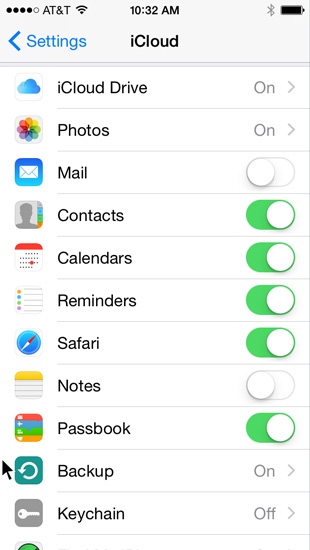 AT&T 10:32 AM
Settings iCloud
iCloud Drive On
Photos On
Mail
Contacts
Calendars
Reminders
Safari
Notes
Passbook
Backup On
Keychain Off